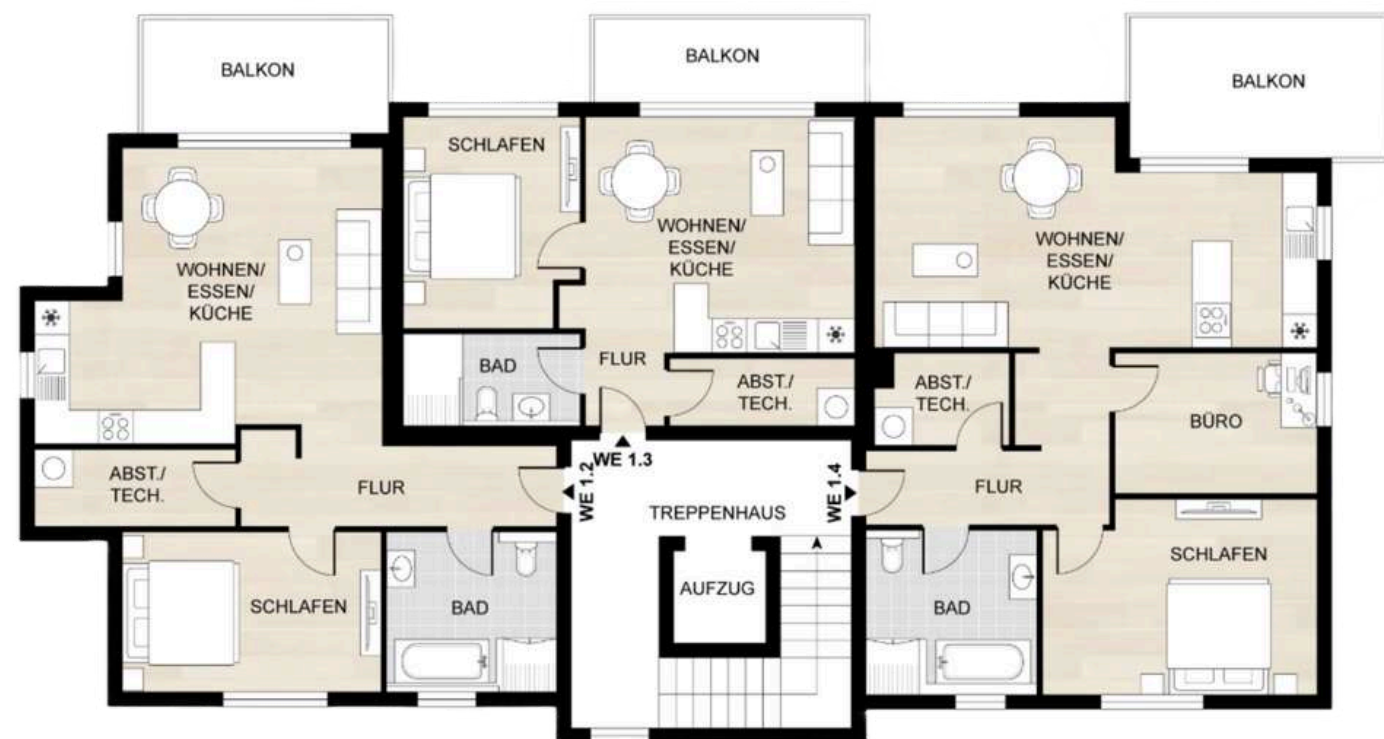 BALKON
BALKON
BALKON
SCHLAFEN
WOHNEN/
ESSEN/
KÜCHE
WOHNEN/
ESSEN/
KÜCHE
WOHNEN/
ESSEN/
KÜCHE
BAD
FLUR
ABST./
TECH.
ABST./
TECH.
BÜRO
WE 1.3
ABST./
TECH.
FLUR
WE 1.2
TREPPENHAUS
WE 1.4
FLUR
SCHLAFEN
BAD
AUFZUG
BAD
SCHLAFEN